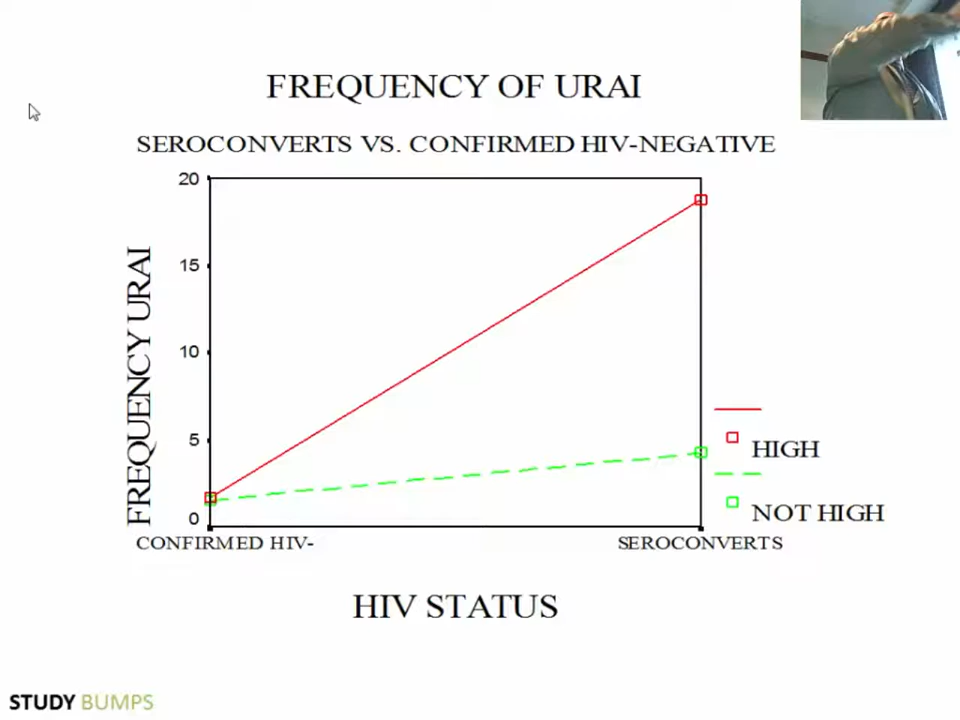 FREQUENCY OF URAI
SEROCONVERTS VS. CONFIRMED HIV-NEGATIVE
20
15
10
5
0
FREQUENCY URAI
HIGH
NOT HIGH
CONFIRMED HIV-
SEROCONVERTS
HIV STATUS
STUDY BUMPS